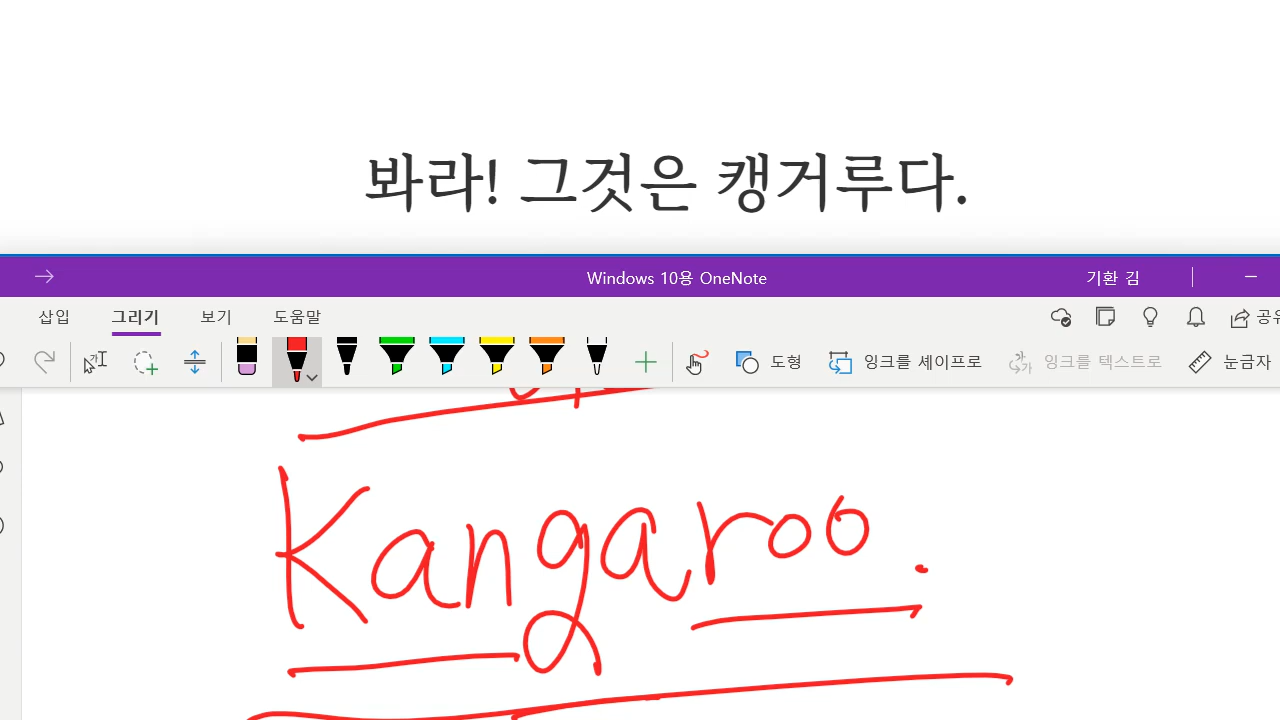 봐라! 그것은 캥거루다.
Windows 10용 OneNote 기환 김
삽입 그리기 보기 도움말 공유
가 도형 잉크를 셰이프로 가 잉크를 텍스트로 눈금자
Kangaroo.